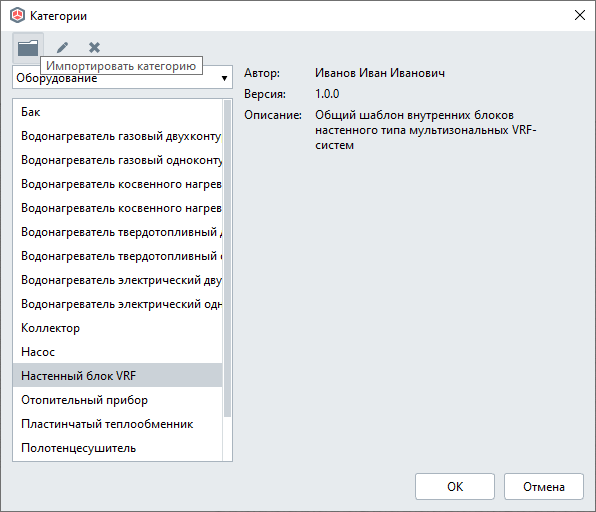 Категории
Импортировать категорию
Оборудование
Бак
Водонагреватель газовый двухконту
Водонагреватель газовый одноконту
Водонагреватель косвенного нагрев
Водонагреватель косвенного нагрев
Водонагреватель твердотопливный
Водонагреватель твердотопливный
Водонагреватель электрический дву
Водонагреватель электрический одн
Коллектор
Насос
Настенный блок VRF
Отопительный прибор
Пластинчатый теплообменник
Полотенцесушитель
Автор: Иванов Иван Иванович
Версия: 1.0.0
Описание: Общий шаблон внутренних блоков
настенного типа мультизональных VRF-
систем
ОК
Отмена